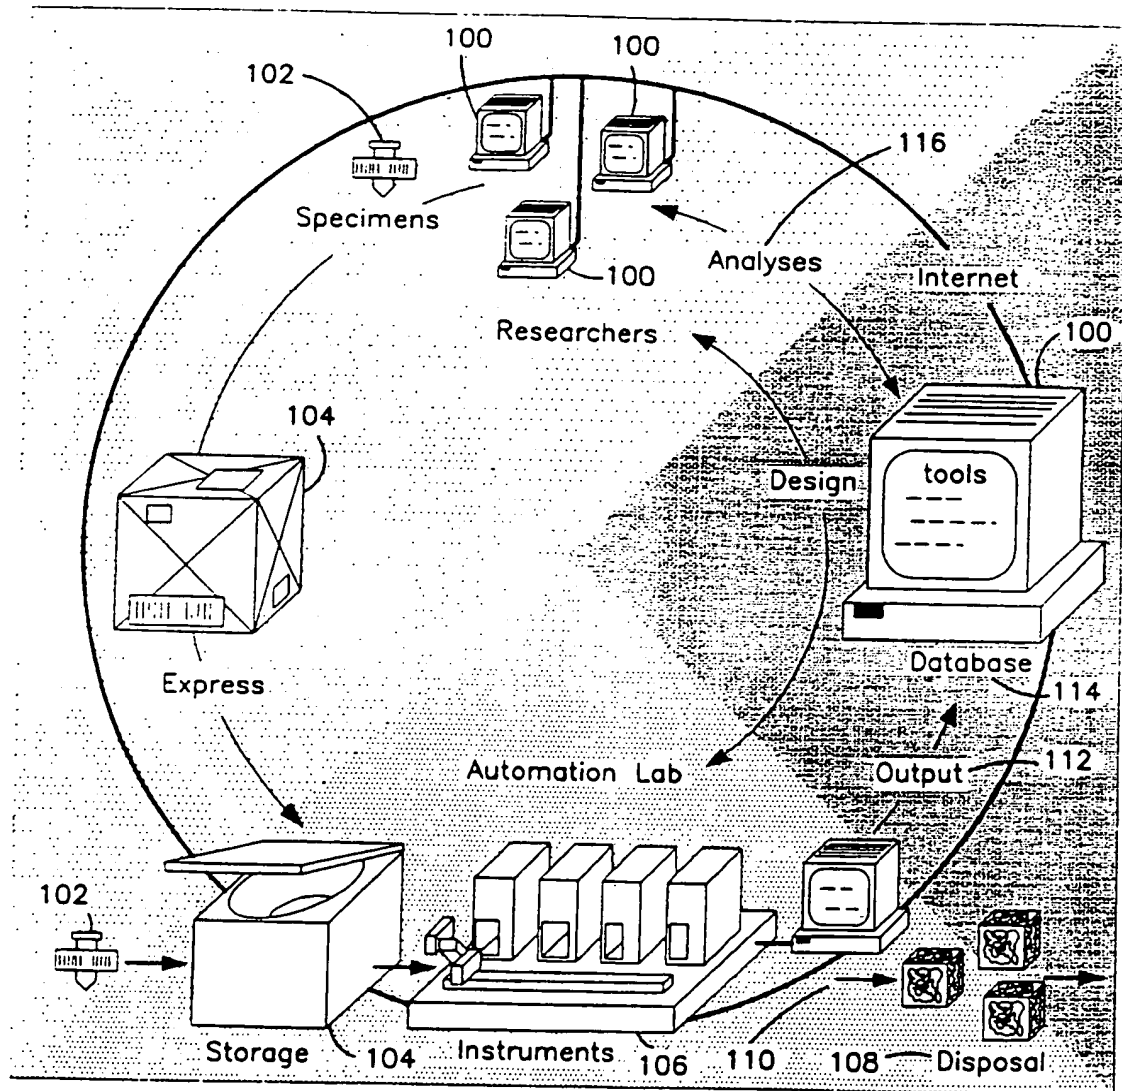 100
100
102
116
Specimens
Analyses
100
Internet
Researchers
100
104
tools
Design
Database
114
Express
Automation Lab
Output
112
102
Storage
104
Instruments
106
110
108
Disposal